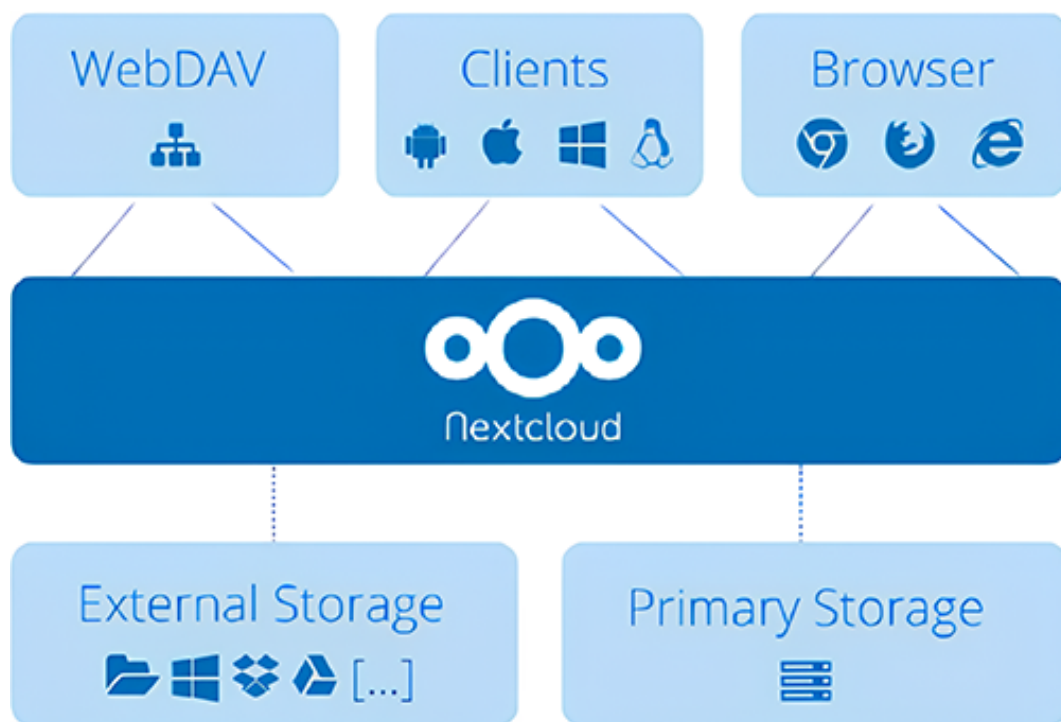 WebDAV
Clients
Browser
Nextcloud
External Storage
[...]
Primary Storage